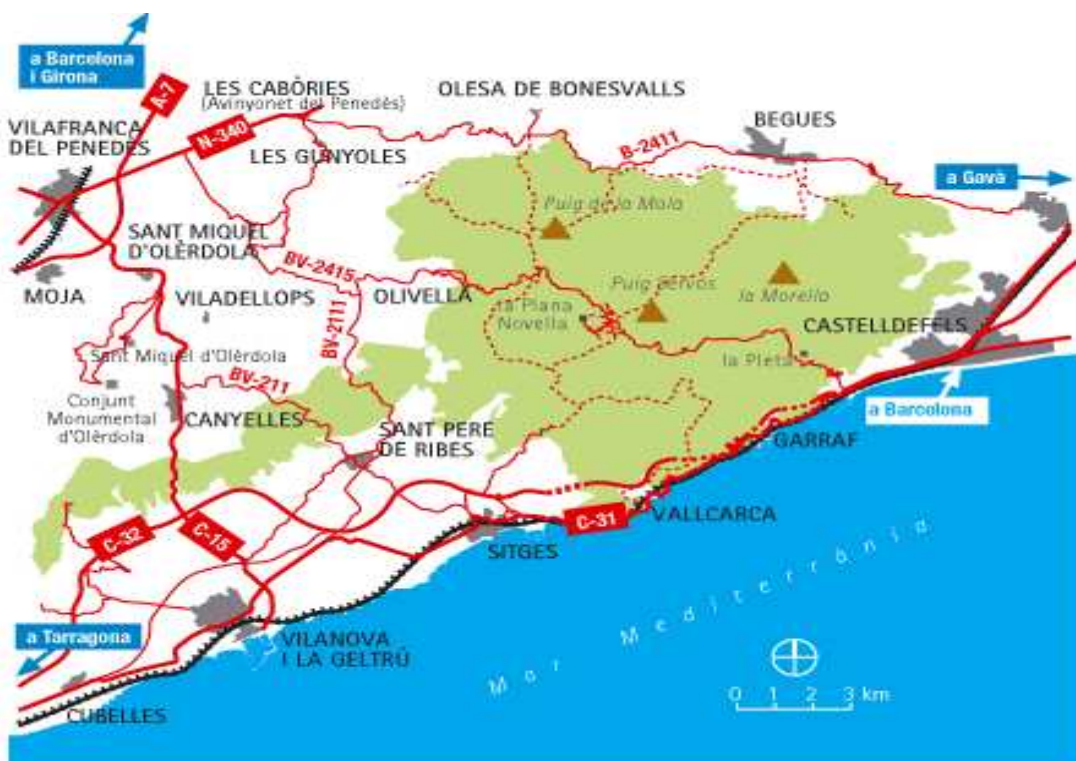 a Barcelona
i Girona
A-7
LES CABÒRIES
(Avinyonet del Penedès)
OLESA DE BONESVALLS
BEGUES
VILAFRANCA
DEL PENEDÈS
N-340
LES GUNYOLES
B-2411
a Gavà
Puig de la Mola
SANT MIQUEL
D'OLÈRDOLA
BV-2415
MOJA
VILADELLOPS
OLIVELLA
Puig Cervós
la Morella
la Plana
Novella
BV-2111
CASTELLDEFELS
Sant Miquel d'Olèrdola
la Pleta
BV-211
Conjunt
Monumental
d'Olèrdola
CANYELLES
SANT PERE
DE RIBES
a Barcelona
GARRAF
VALLCARCA
C-31
C-32
C-15
SITGES
a Tarragona
VILANOVA
I LA GELTRÚ
Mor Mediterrània
0 1 2 3 km
CUBELLES